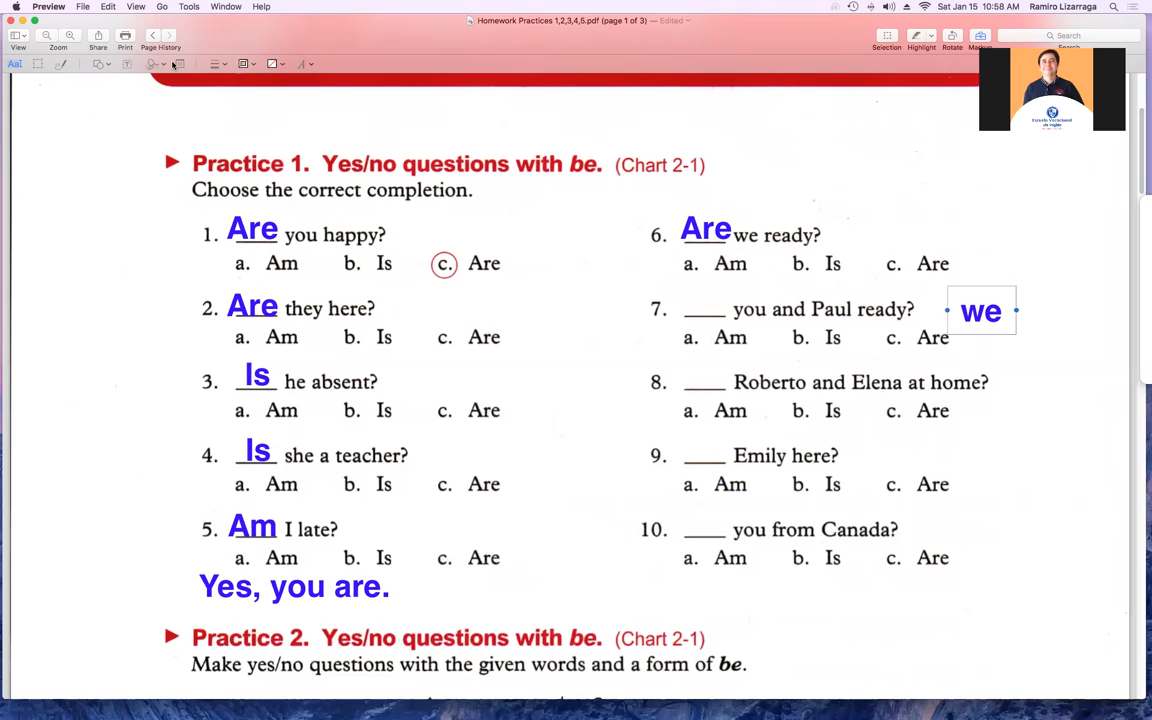 Preview File Edit View Go Tools Window Help Sat Jan 15 10:58 AM Ramiro Lizarraga
Homework Practices 1,2,3,4,5.pdf (page 1 of 3) — Edited
Search
View Zoom Share Print Page History Selection Highlight Rotate Markup Search
Escuela Vocacional
de Inglés
Practice 1. Yes/no questions with be. (Chart 2-1)
Choose the correct completion.
1. Are you happy?
a. Am b. Is c. Are
2. Are they here?
a. Am b. Is c. Are
3. Is he absent?
a. Am b. Is c. Are
4. Is she a teacher?
a. Am b. Is c. Are
5. Am I late?
a. Am b. Is c. Are
Yes, you are.
6. Are we ready?
a. Am b. Is c. Are
7. ____ you and Paul ready? we
a. Am b. Is c. Are
8. ____ Roberto and Elena at home?
a. Am b. Is c. Are
9. ____ Emily here?
a. Am b. Is c. Are
10. ____ you from Canada?
a. Am b. Is c. Are
Practice 2. Yes/no questions with be. (Chart 2-1)
Make yes/no questions with the given words and a form of be.